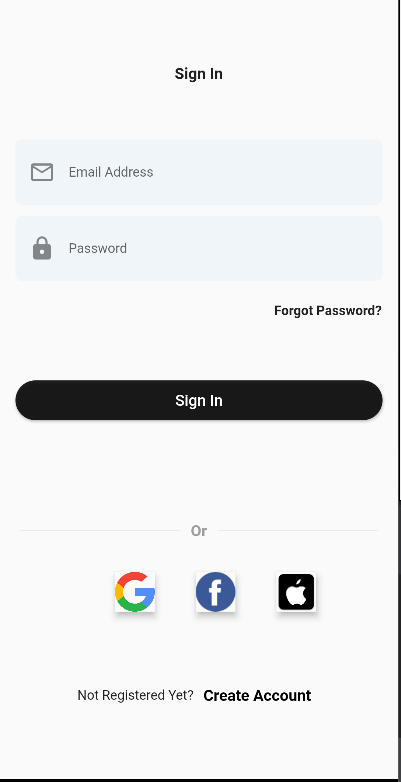 Sign In
Email Address
Password
Forgot Password?
Sign In
Or
Not Registered Yet? Create Account